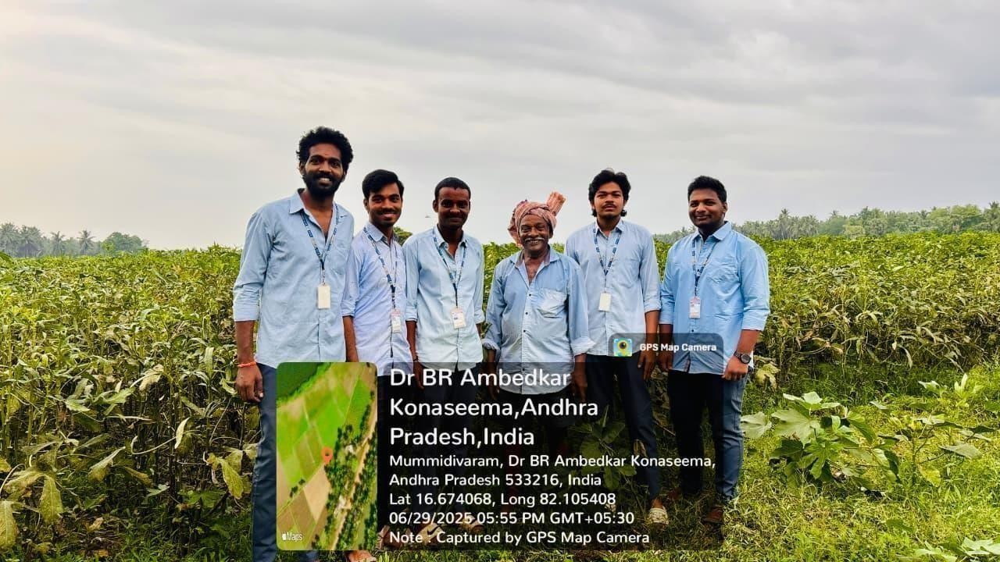 GPS Map Camera
Dr BR Ambedkar
Konaseema,Andhra
Pradesh,India
Mummidivaram, Dr BR Ambedkar Konaseema,
Andhra Pradesh 533216, India
Lat 16.674068, Long 82.105408
06/29/2025 05:55 PM GMT+05:30
Note : Captured by GPS Map Camera
Maps